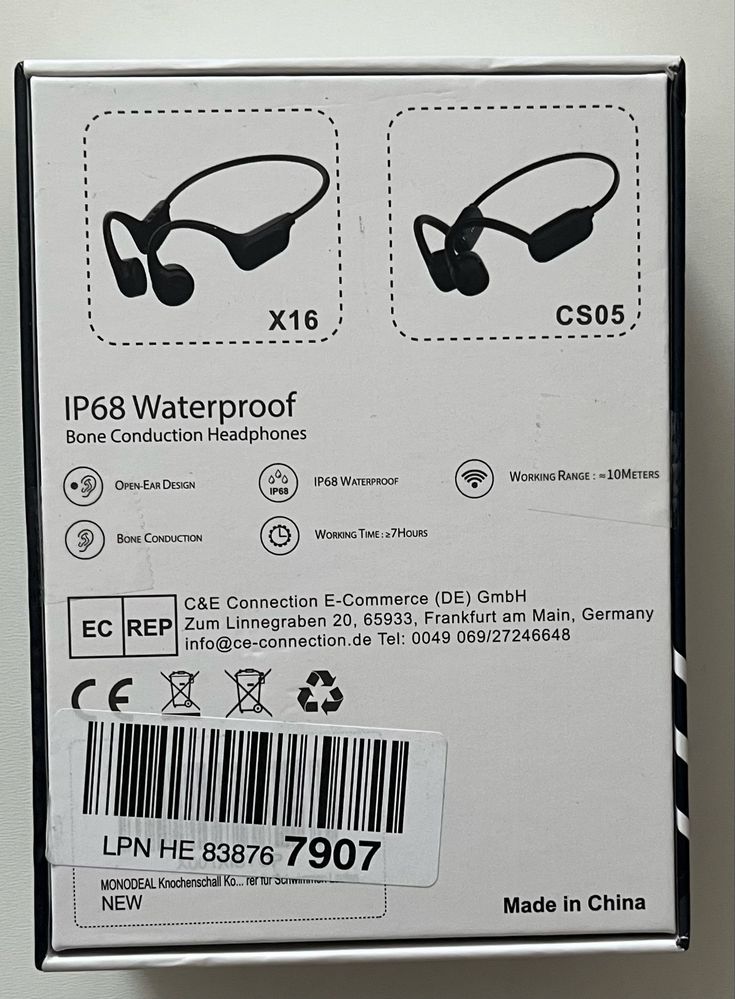 X16
CS05
IP68 Waterproof
Bone Conduction Headphones
OPEN-EAR DESIGN
IP68
IP68 WATERPROOF
WORKING RANGE : ≈10METERS
BONE CONDUCTION
WORKING TIME : ≥7HOURS
EC REP
C&E Connection E-Commerce (DE) GmbH
Zum Linnegraben 20, 65933, Frankfurt am Main, Germany
info@ce-connection.de Tel: 0049 069/27246648
CE
LPN HE 83876 7907
MONODEAL Knochenschall Ko... rer für Schwimmen
NEW
Made in China